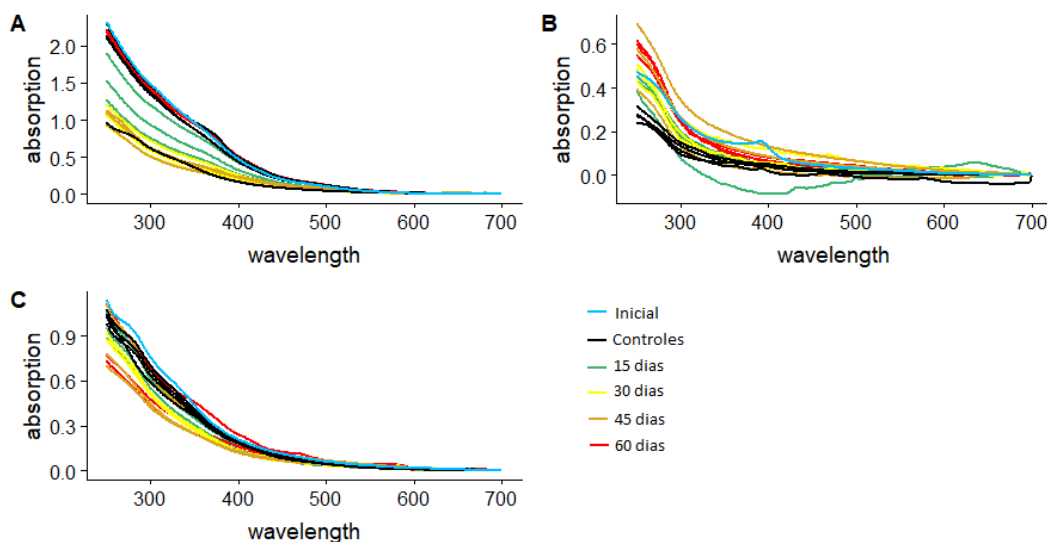 A
absorption
2.0
1.5
1.0
0.5
0.0
300 400 500 600 700
wavelength
B
absorption
0.6
0.4
0.2
0.0
300 400 500 600 700
wavelength
C
absorption
0.9
0.6
0.3
0.0
300 400 500 600 700
wavelength
Inicial
Controles
15 dias
30 dias
45 dias
60 dias